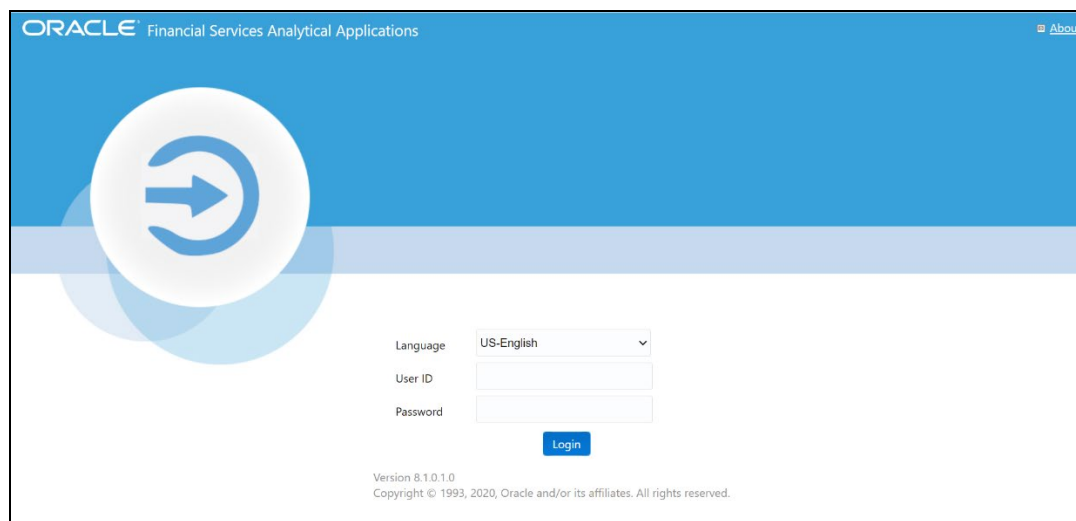 ORACLE Financial Services Analytical Applications
Abou
Language US-English
User ID
Password
Login
Version 8.1.0.1.0
Copyright © 1993, 2020, Oracle and/or its affiliates. All rights reserved.